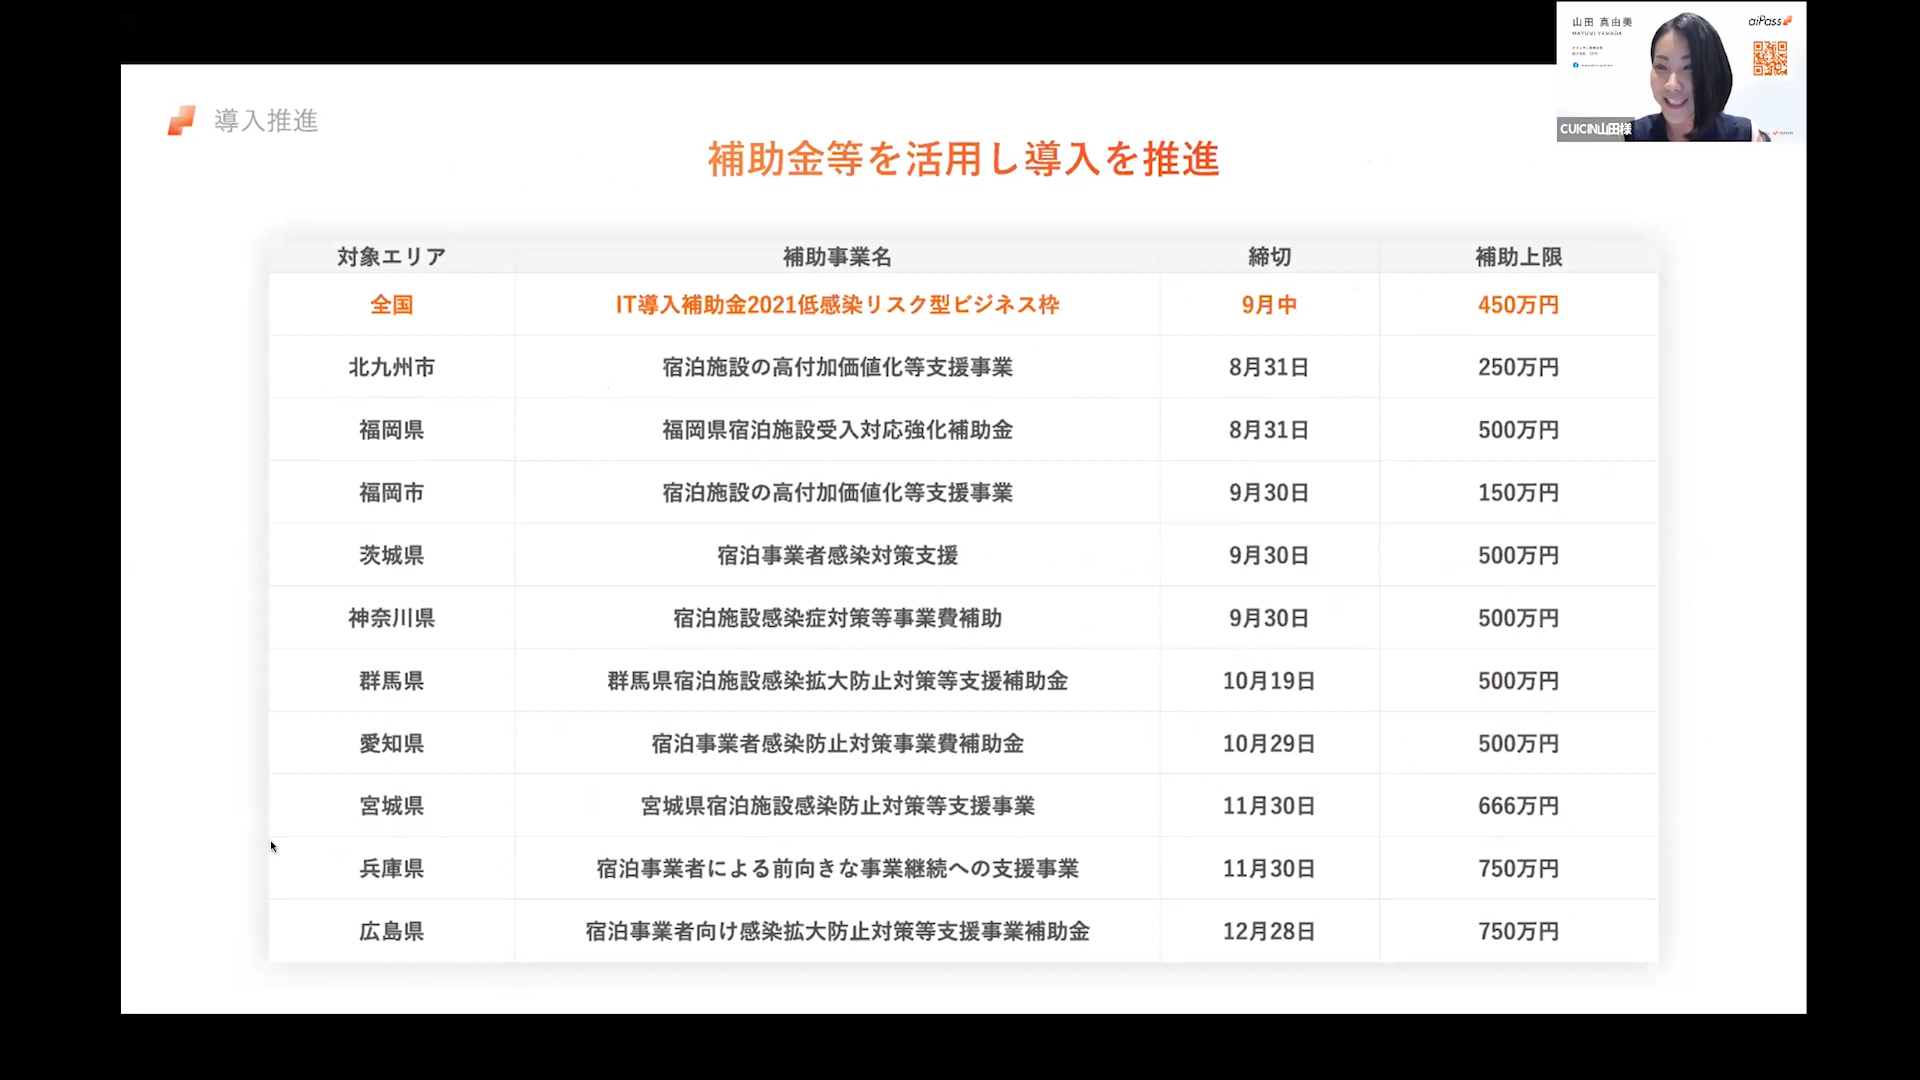 山田 真由美
MAYUMI YAMADA
aiPass
CUICIN山田様
導入推進
補助金等を活用し導入を推進
対象エリア 補助事業名 締切 補助上限
全国 IT導入補助金2021低感染リスク型ビジネス枠 9月中 450万円
北九州市 宿泊施設の高付加価値化等支援事業 8月31日 250万円
福岡県 福岡県宿泊施設受入対応強化補助金 8月31日 500万円
福岡市 宿泊施設の高付加価値化等支援事業 9月30日 150万円
茨城県 宿泊事業者感染対策支援 9月30日 500万円
神奈川県 宿泊施設感染症対策等事業費補助 9月30日 500万円
群馬県 群馬県宿泊施設感染拡大防止対策等支援補助金 10月19日 500万円
愛知県 宿泊事業者感染防止対策事業費補助金 10月29日 500万円
宮城県 宮城県宿泊施設感染防止対策等支援事業 11月30日 666万円
兵庫県 宿泊事業者による前向きな事業継続への支援事業 11月30日 750万円
広島県 宿泊事業者向け感染拡大防止対策等支援事業補助金 12月28日 750万円